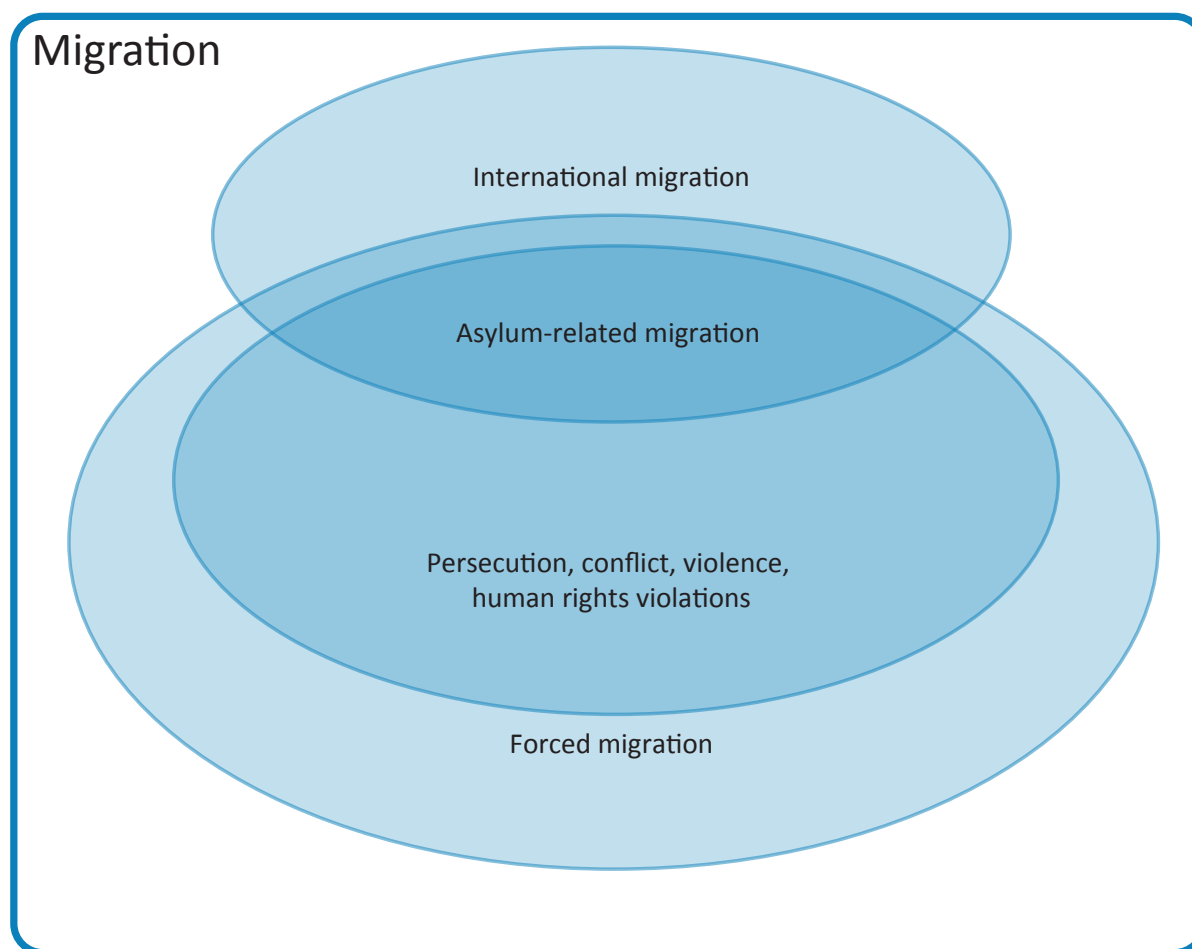 Migration
International migration
Asylum-related migration
Persecution, conflict, violence,
human rights violations
Forced migration